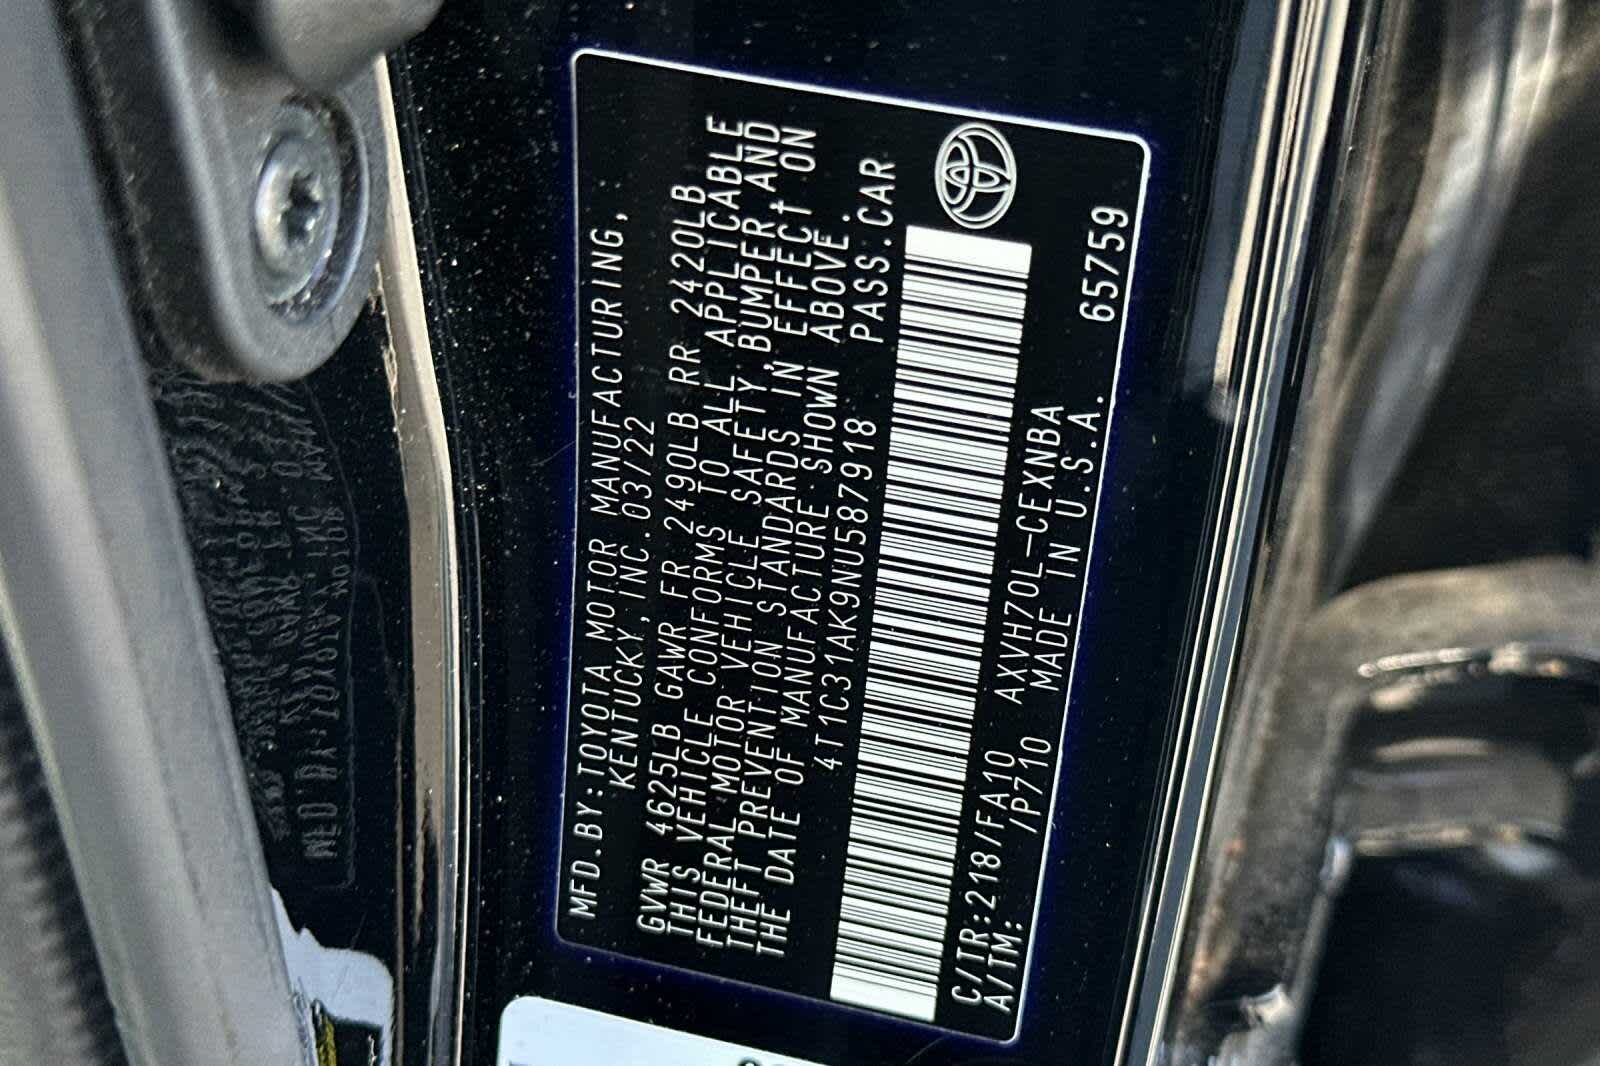 MFD.BY:TOYOTA MOTOR MANUFACTURING,
KENTUCKY,INC.03/22
GVWR 4625LB GAWR FR 2490LB RR 2420LB
THIS VEHICLE CONFORMS TO ALL APPLICABLE
FEDERAL MOTOR VEHICLE SAFETY,BUMPER,AND
THEFT PREVENTION STANDARDS IN EFFECT ON
THE DATE OF MANUFACTURE SHOWN ABOVE.
4T1C31AK9NU587918 PASS.CAR
C/TR:218/FA10 AXVH70L-CEXNBA
A/TM: /P710 MADE IN U.S.A. 65759